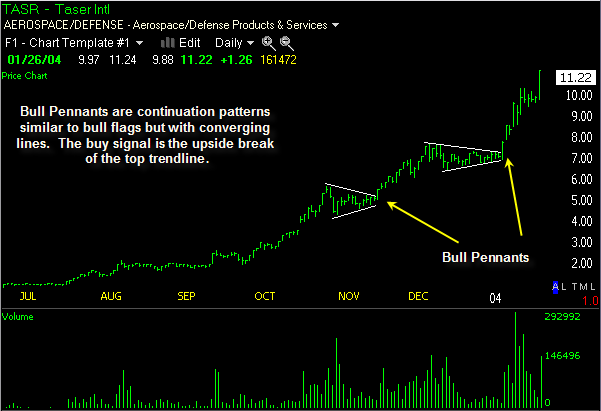 TASR - Taser Intl
AEROSPACE/DEFENSE - Aerospace/Defense Products & Services
F1 - Chart Template #1 Edit Daily
01/26/04 9.97 11.24 9.88 11.22 +1.26 161472
Price Chart
11.22
Bull Pennants are continuation patterns
similar to bull flags but with converging
lines. The buy signal is the upside break
of the top trendline.
10.00
9.00
8.00
7.00
6.00
5.00
4.00
3.00
2.00
Bull Pennants
A L T M L
JUL AUG SEP OCT NOV DEC 04
1.0
Volume
292992
146496
0